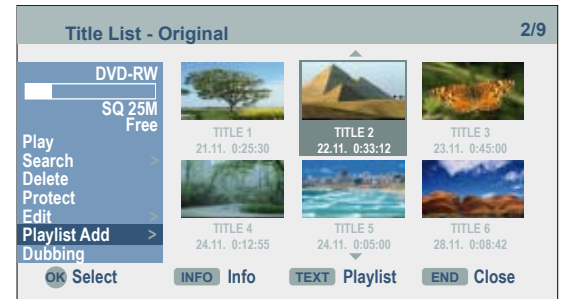 Title List - Original 2/9
DVD-RW
SQ 25M
Free
Play
Search >
Delete
Protect
Edit >
Playlist Add >
Dubbing
TITLE 1
21.11. 0:25:30
TITLE 2
22.11. 0:33:12
TITLE 3
23.11. 0:45:00
TITLE 4
24.11. 0:12:55
TITLE 5
24.11. 0:05:00
TITLE 6
28.11. 0:08:42
OK Select INFO Info TEXT Playlist END Close